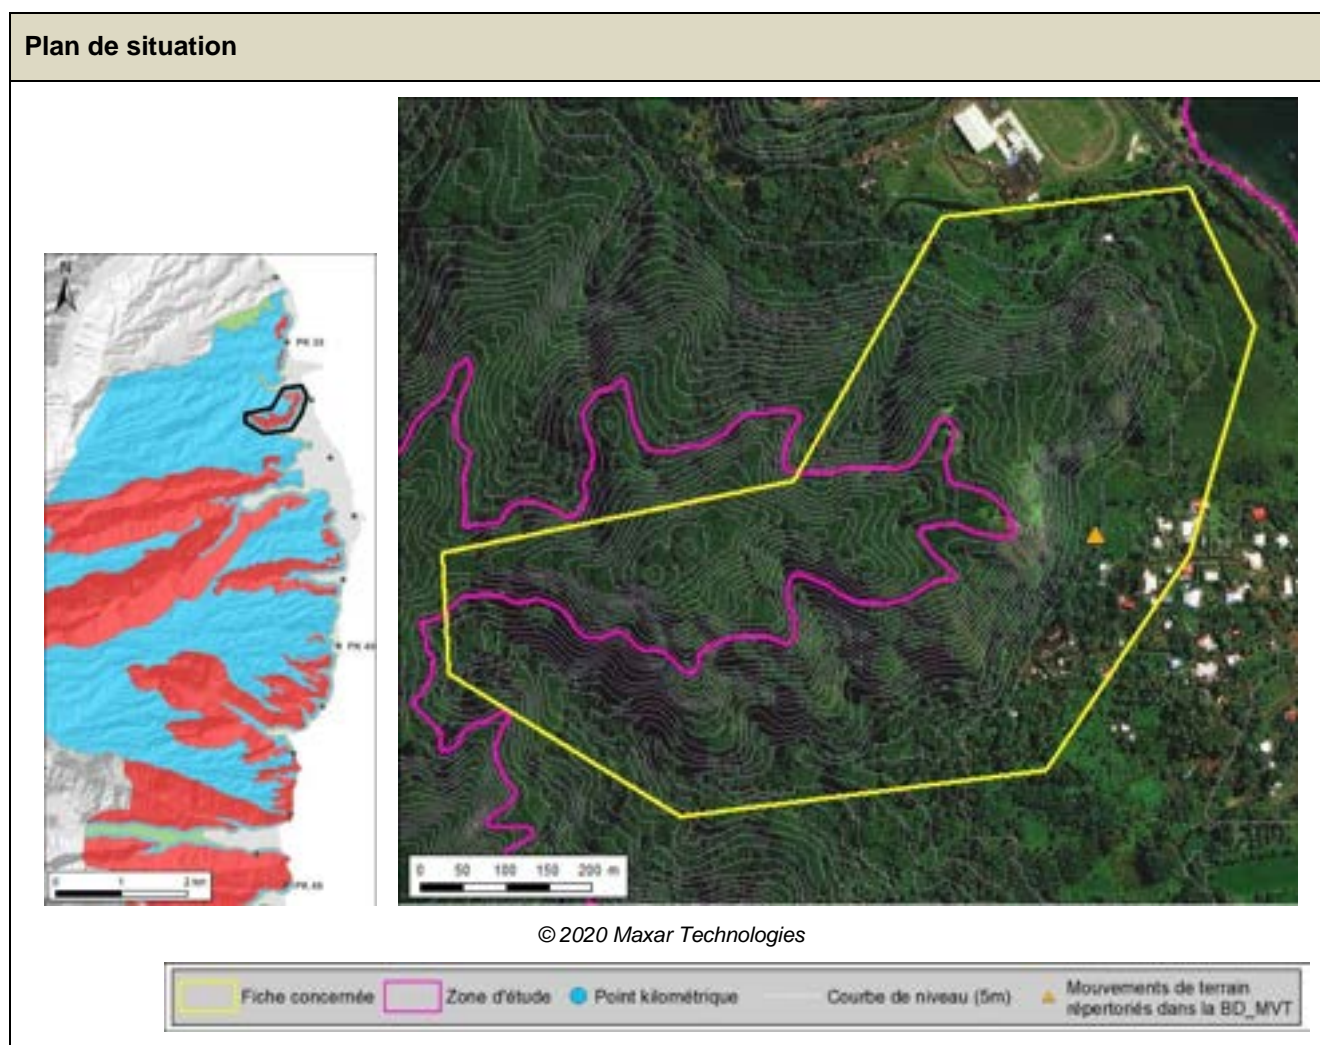 Plan de situation
N
PK 35
PK 40
PK 45
0 1 2 km
0 50 100 150 200 m
© 2020 Maxar Technologies
Fiche concernée Zone d'étude Point kilométrique Courbe de niveau (5m) Mouvements de terrain
répertoriés dans la BD_MVT